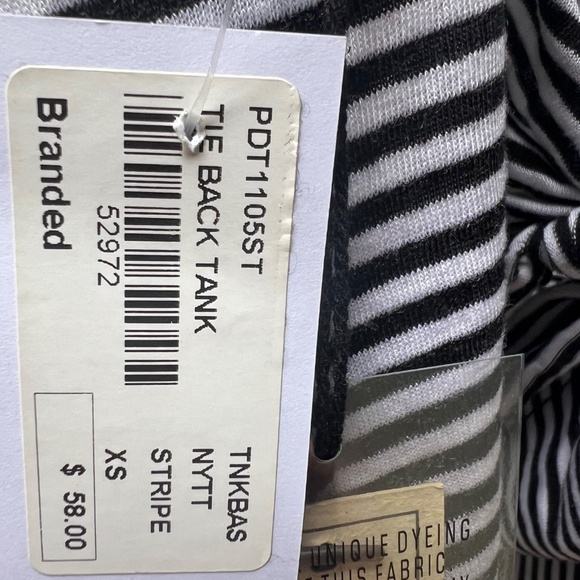 PDT1105ST
TIE BACK TANK
52972
Branded
TNKBAS
NYTT
STRIPE
XS
$ 58.00
UNIQUE DYEING
THIS FABRIC